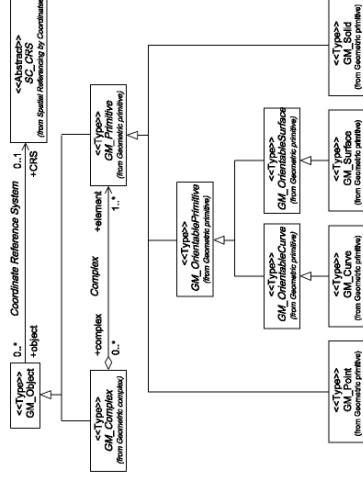 <<Type>>
GM_Object
0..*
+object
Coordinate Reference System
0..1
+CRS
<<Abstract>>
SC_CRS
(from Spatial Referencing by Coordinates
<<Type>>
GM_Complex
(from Geometric complex)
+complex
0..*
Complex
+element
1..*
<<Type>>
GM_Primitive
(from Geometric primitive)
<<Type>>
GM_OrientablePrimitive
(from Geometric primitive)
<<Type>>
GM_OrientableCurve
(from Geometric primitive)
<<Type>>
GM_OrientableSurface
(from Geometric primitive)
<<Type>>
GM_Point
(from Geometric primitive)
<<Type>>
GM_Curve
(from Geometric primitive)
<<Type>>
GM_Surface
(from Geometric primitive)
<<Type>>
GM_Solid
(from Geometric primitive)